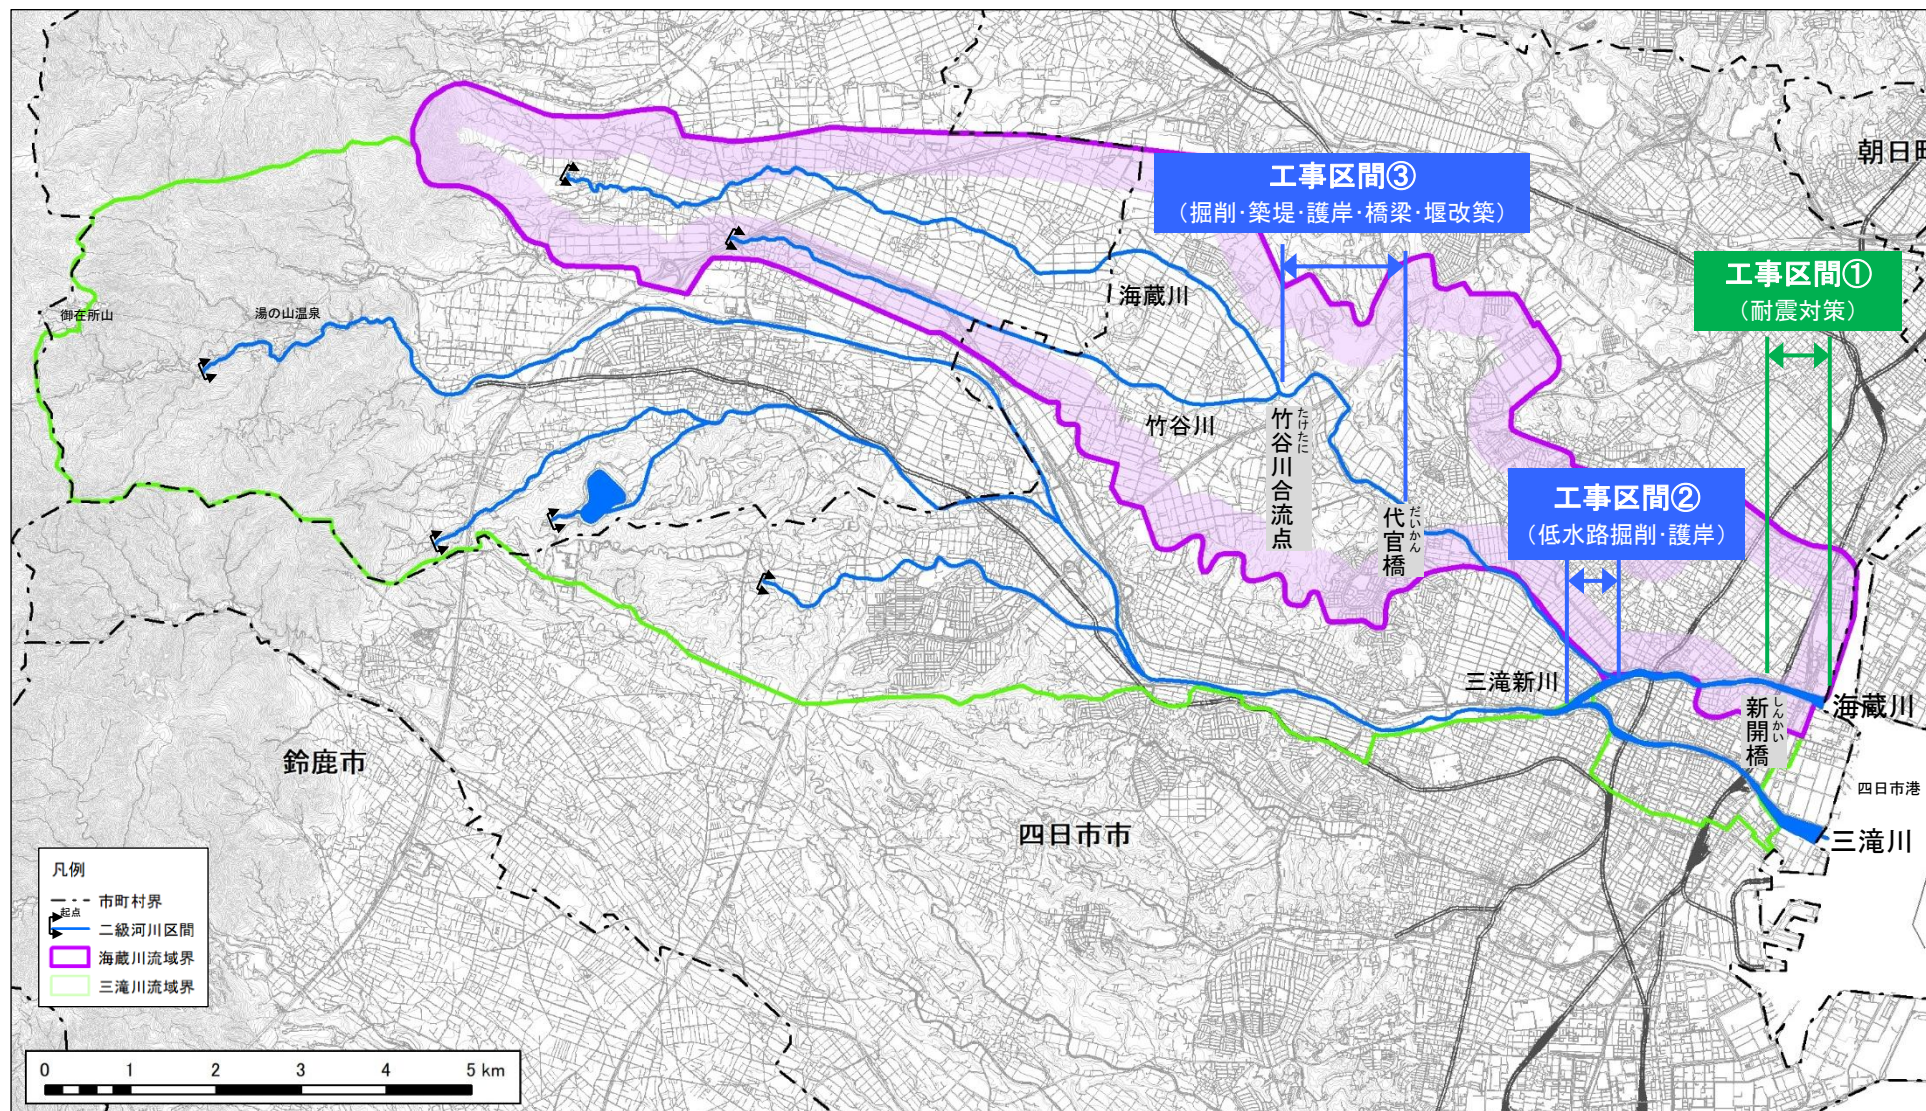 朝日町
工事区間③
(掘削・築堤・護岸・橋梁・堰改築)
工事区間①
(耐震対策)
海蔵川
御在所山
湯の山温泉
竹谷川
たけたに
竹谷川合流点
だいかん
代官橋
工事区間②
(低水路掘削・護岸)
三滝新川
しんかい
新開橋
海蔵川
四日市港
三滝川
鈴鹿市
四日市市
凡例
市町村界
起点
二級河川区間
海蔵川流域界
三滝川流域界
0 1 2 3 4 5 km